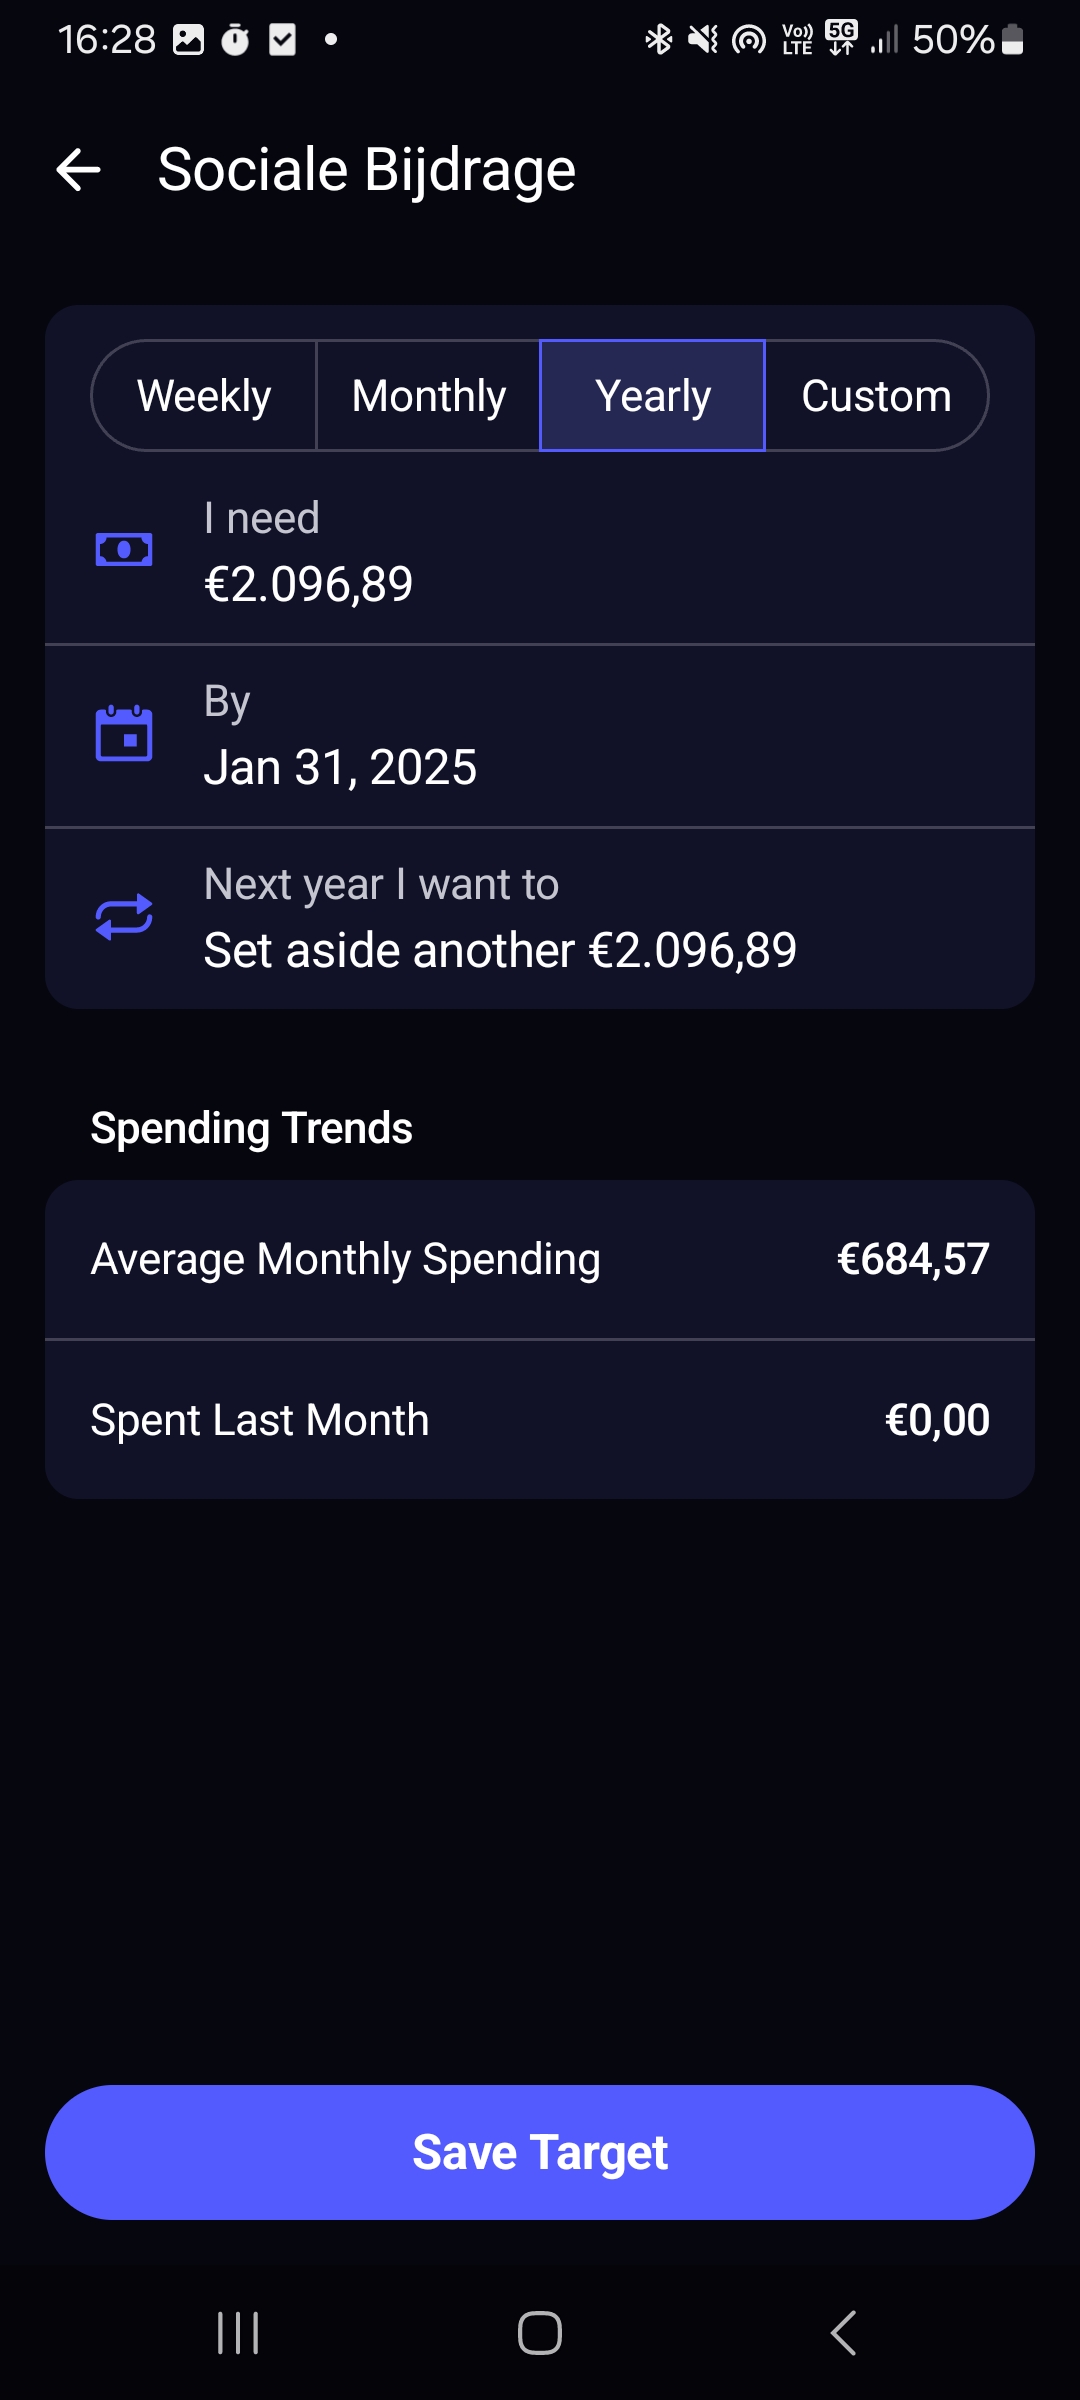 16:28
Vo)) LTE 5G 50%
Sociale Bijdrage
Weekly Monthly Yearly Custom
I need
€2.096,89
By
Jan 31, 2025
Next year I want to
Set aside another €2.096,89
Spending Trends
Average Monthly Spending €684,57
Spent Last Month €0,00
Save Target